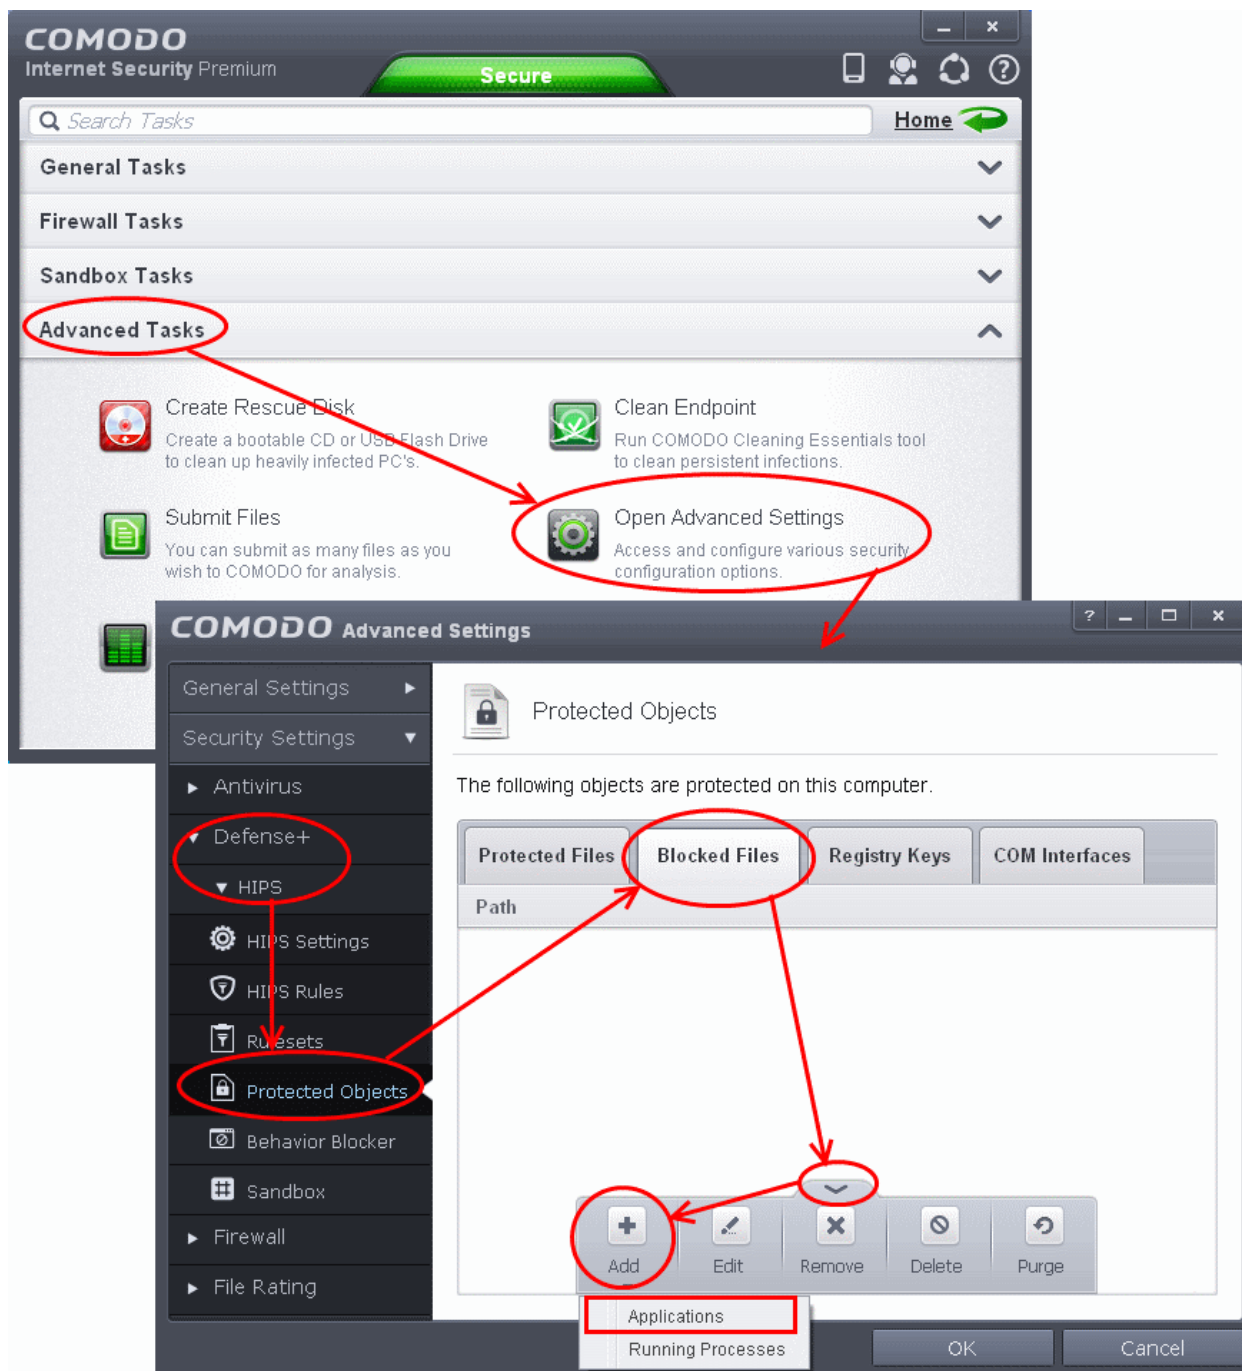 COMODO
Internet Security Premium
Secure
Search Tasks
Home
General Tasks
Firewall Tasks
Sandbox Tasks
Advanced Tasks
Create Rescue Disk
Create a bootable CD or USB Flash Drive
to clean up heavily infected PC's.
Clean Endpoint
Run COMODO Cleaning Essentials tool
to clean persistent infections.
Submit Files
You can submit as many files as you
wish to COMODO for analysis.
Open Advanced Settings
Access and configure various security
configuration options.
COMODO Advanced Settings
General Settings
Security Settings
Antivirus
Defense+
HIPS
HIPS Settings
HIPS Rules
Rulesets
Protected Objects
Behavior Blocker
Sandbox
Firewall
File Rating
Protected Objects
The following objects are protected on this computer.
Protected Files
Blocked Files
Registry Keys
COM Interfaces
Path
Add
Edit
Remove
Delete
Purge
Applications
Running Processes
OK
Cancel